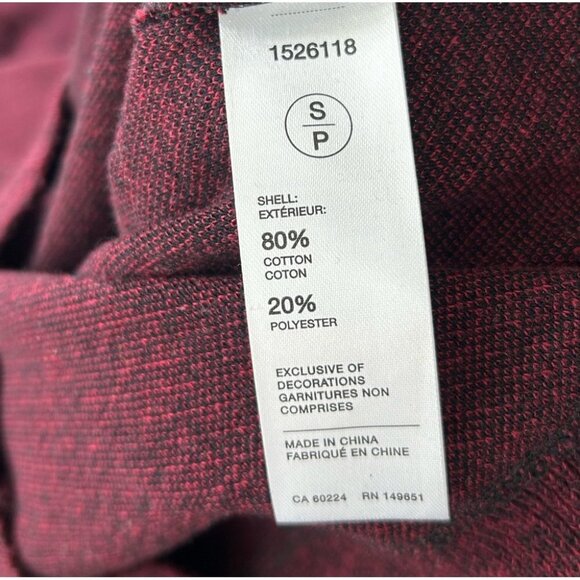 1526118
S
P
SHELL:
EXTÉRIEUR:
80%
COTTON
COTON
20%
POLYESTER
EXCLUSIVE OF
DECORATIONS
GARNITURES NON
COMPRISES
MADE IN CHINA
FABRIQUÉ EN CHINE
CA 60224 RN 149651